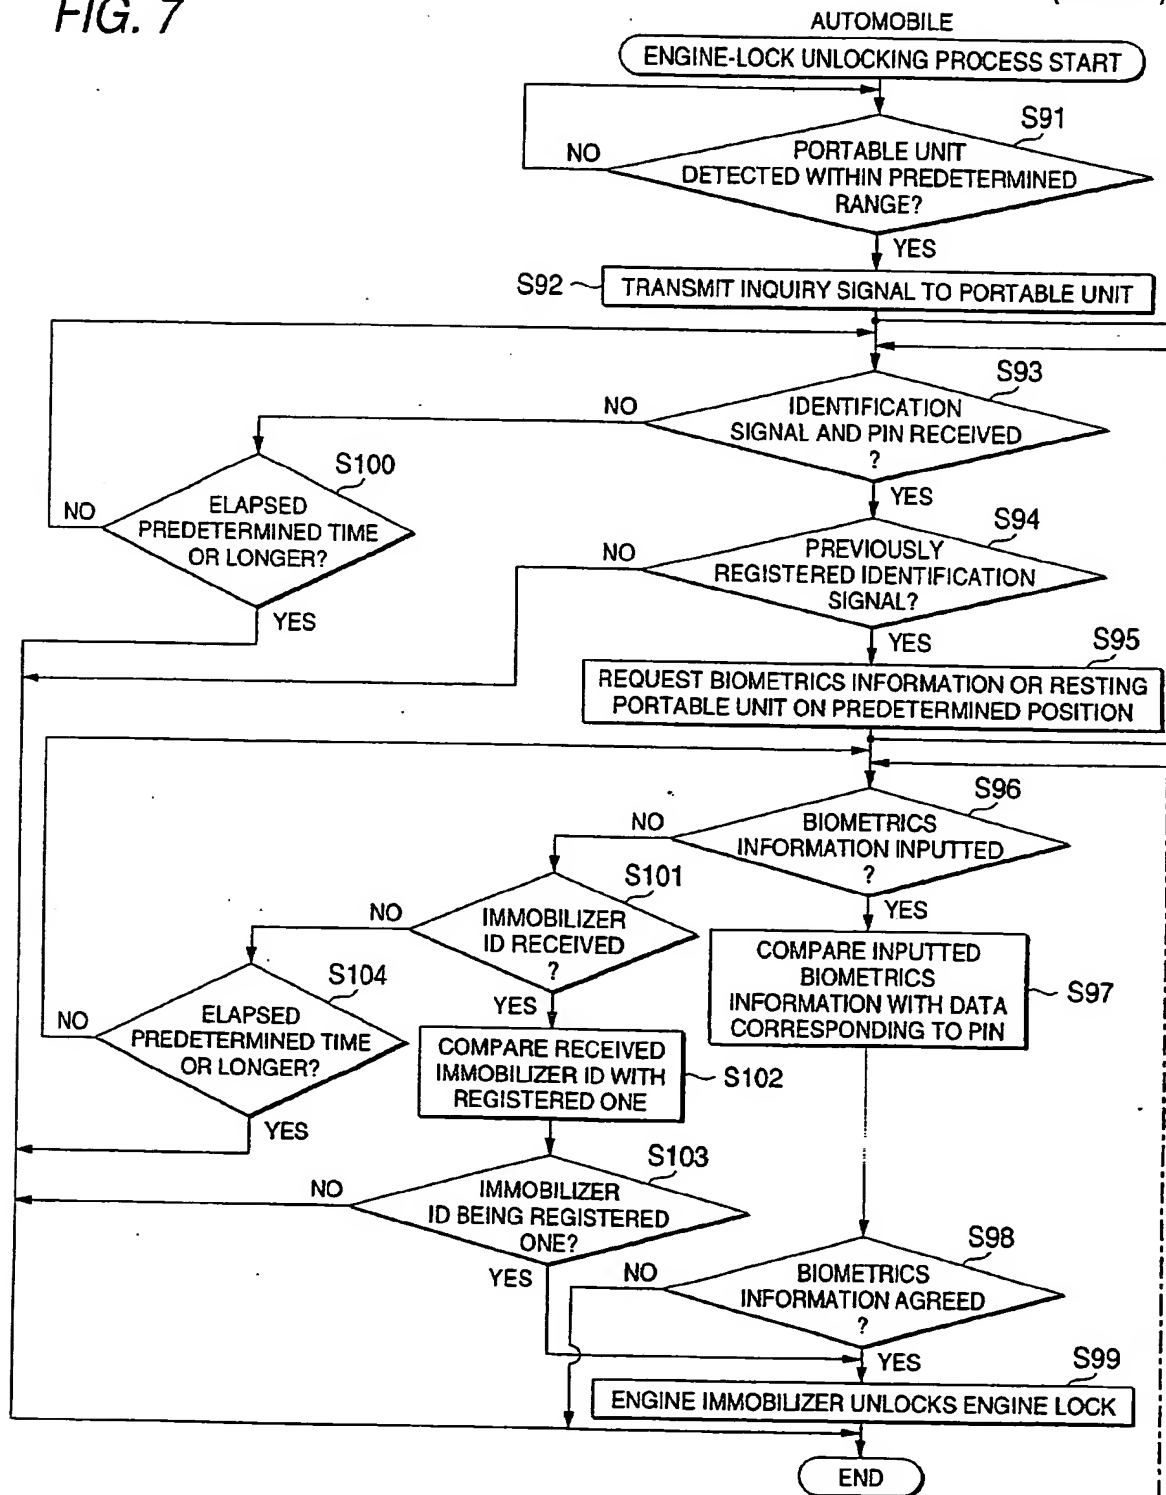 FIG. 7
AUTOMOBILE
ENGINE-LOCK UNLOCKING PROCESS START
S91
PORTABLE UNIT
DETECTED WITHIN PREDETERMINED
RANGE?
NO
YES
S92
TRANSMIT INQUIRY SIGNAL TO PORTABLE UNIT
S93
IDENTIFICATION
SIGNAL AND PIN RECEIVED
?
NO
YES
S100
ELAPSED
PREDETERMINED TIME
OR LONGER?
NO
YES
S94
PREVIOUSLY
REGISTERED IDENTIFICATION
SIGNAL?
NO
YES
S95
REQUEST BIOMETRICS INFORMATION OR RESTING
PORTABLE UNIT ON PREDETERMINED POSITION
S96
BIOMETRICS
INFORMATION INPUTTED
?
NO
YES
S101
IMMOBILIZER
ID RECEIVED
?
NO
YES
S97
COMPARE INPUTTED
BIOMETRICS
INFORMATION WITH DATA
CORRESPONDING TO PIN
S104
ELAPSED
PREDETERMINED TIME
OR LONGER?
NO
YES
S102
COMPARE RECEIVED
IMMOBILIZER ID WITH
REGISTERED ONE
S103
IMMOBILIZER
ID BEING REGISTERED
ONE?
NO
YES
S98
BIOMETRICS
INFORMATION AGREED
?
NO
YES
S99
ENGINE IMMOBILIZER UNLOCKS ENGINE LOCK
END